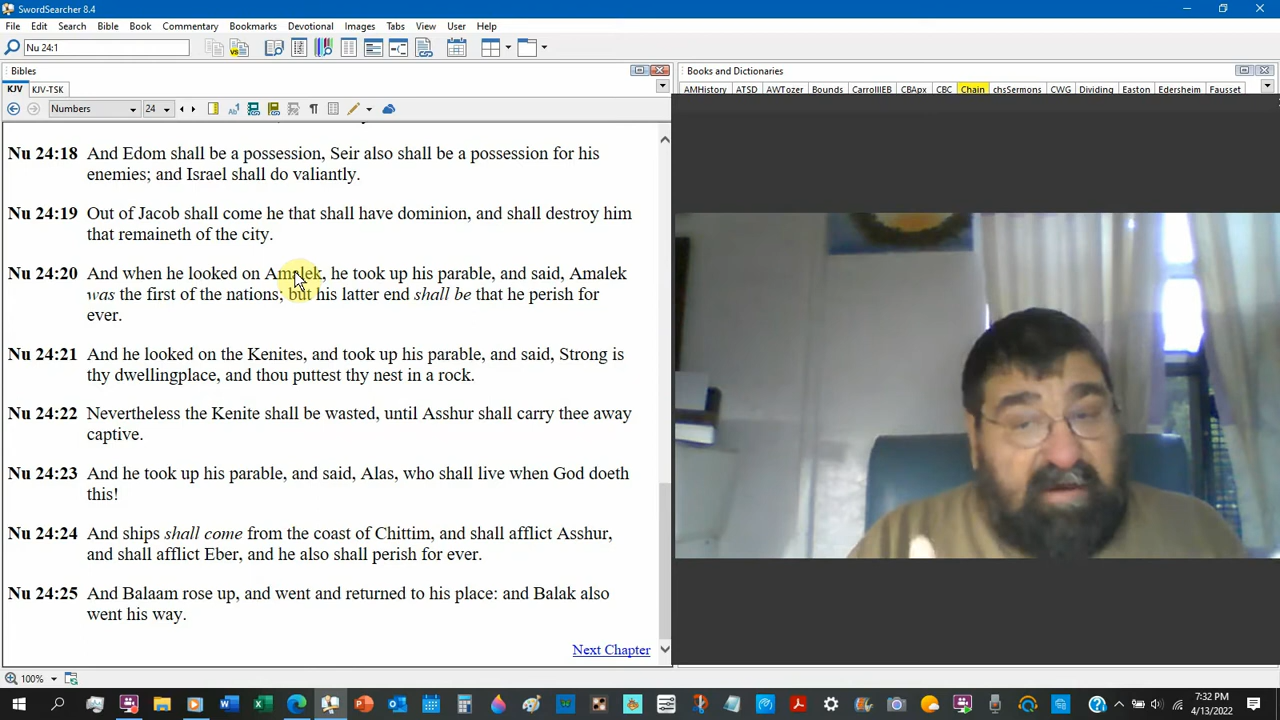 SwordSearcher 8.4
File Edit Search Bible Book Commentary Bookmarks Devotional Images Tabs View User Help
Nu 24:1
Bibles
KJV KJV-TSK
Numbers 24
Nu 24:18 And Edom shall be a possession, Seir also shall be a possession for his
enemies; and Israel shall do valiantly.
Nu 24:19 Out of Jacob shall come he that shall have dominion, and shall destroy him
that remaineth of the city.
Nu 24:20 And when he looked on Amalek, he took up his parable, and said, Amalek
was the first of the nations; but his latter end shall be that he perish for
ever.
Nu 24:21 And he looked on the Kenites, and took up his parable, and said, Strong is
thy dwellingplace, and thou puttest thy nest in a rock.
Nu 24:22 Nevertheless the Kenite shall be wasted, until Asshur shall carry thee away
captive.
Nu 24:23 And he took up his parable, and said, Alas, who shall live when God doeth
this!
Nu 24:24 And ships shall come from the coast of Chittim, and shall afflict Asshur,
and shall afflict Eber, and he also shall perish for ever.
Nu 24:25 And Balaam rose up, and went and returned to his place: and Balak also
went his way.
Next Chapter
100%
Books and Dictionaries
AMHistory ATSD AWTozer Bounds CarrollIEB CBApx CBC Chain chsSermons CWG Dividing Easton Edersheim Fausset
7:32 PM
4/13/2022